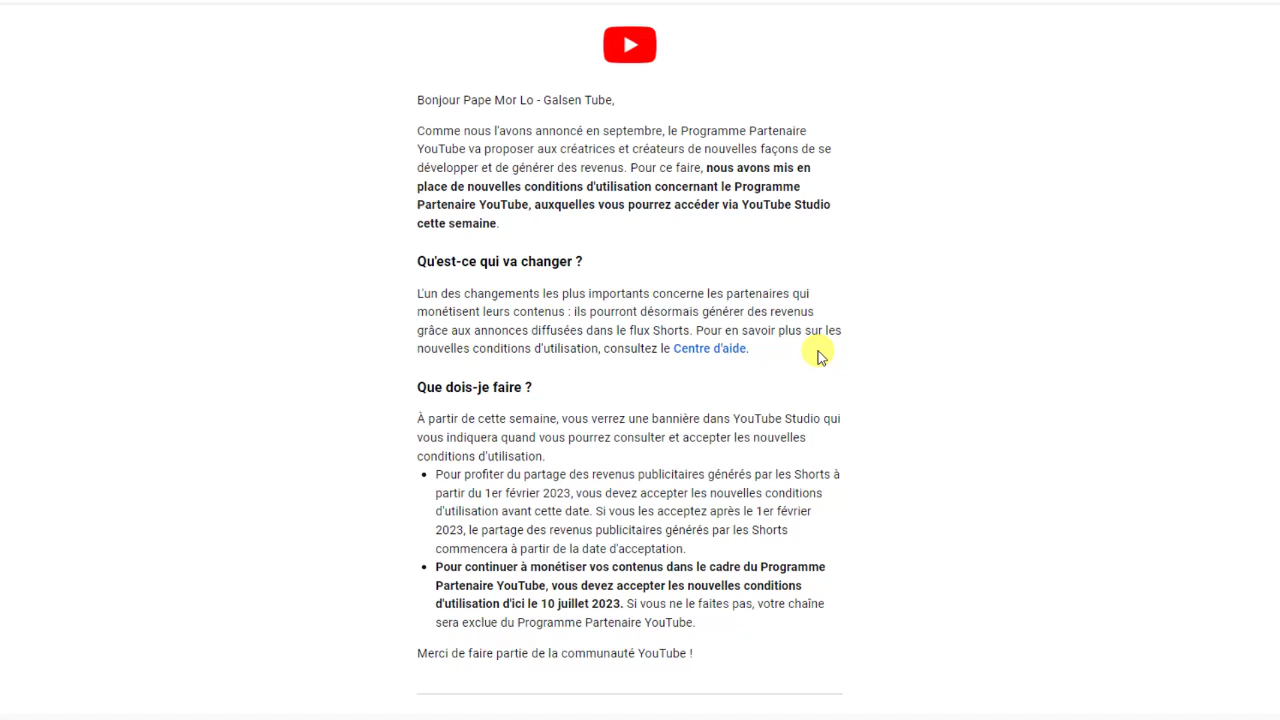 Bonjour Pape Mor Lo - Galsen Tube,
Comme nous l'avons annoncé en septembre, le Programme Partenaire
YouTube va proposer aux créatrices et créateurs de nouvelles façons de se
développer et de générer des revenus. Pour ce faire, nous avons mis en
place de nouvelles conditions d'utilisation concernant le Programme
Partenaire YouTube, auxquelles vous pourrez accéder via YouTube Studio
cette semaine.
Qu'est-ce qui va changer ?
L'un des changements les plus importants concerne les partenaires qui
monétisent leurs contenus : ils pourront désormais générer des revenus
grâce aux annonces diffusées dans le flux Shorts. Pour en savoir plus sur les
nouvelles conditions d'utilisation, consultez le Centre d'aide.
Que dois-je faire ?
À partir de cette semaine, vous verrez une bannière dans YouTube Studio qui
vous indiquera quand vous pourrez consulter et accepter les nouvelles
conditions d'utilisation.
• Pour profiter du partage des revenus publicitaires générés par les Shorts à
partir du 1er février 2023, vous devez accepter les nouvelles conditions
d'utilisation avant cette date. Si vous les acceptez après le 1er février
2023, le partage des revenus publicitaires générés par les Shorts
commencera à partir de la date d'acceptation.
• Pour continuer à monétiser vos contenus dans le cadre du Programme
Partenaire YouTube, vous devez accepter les nouvelles conditions
d'utilisation d'ici le 10 juillet 2023. Si vous ne le faites pas, votre chaîne
sera exclue du Programme Partenaire YouTube.
Merci de faire partie de la communauté YouTube !